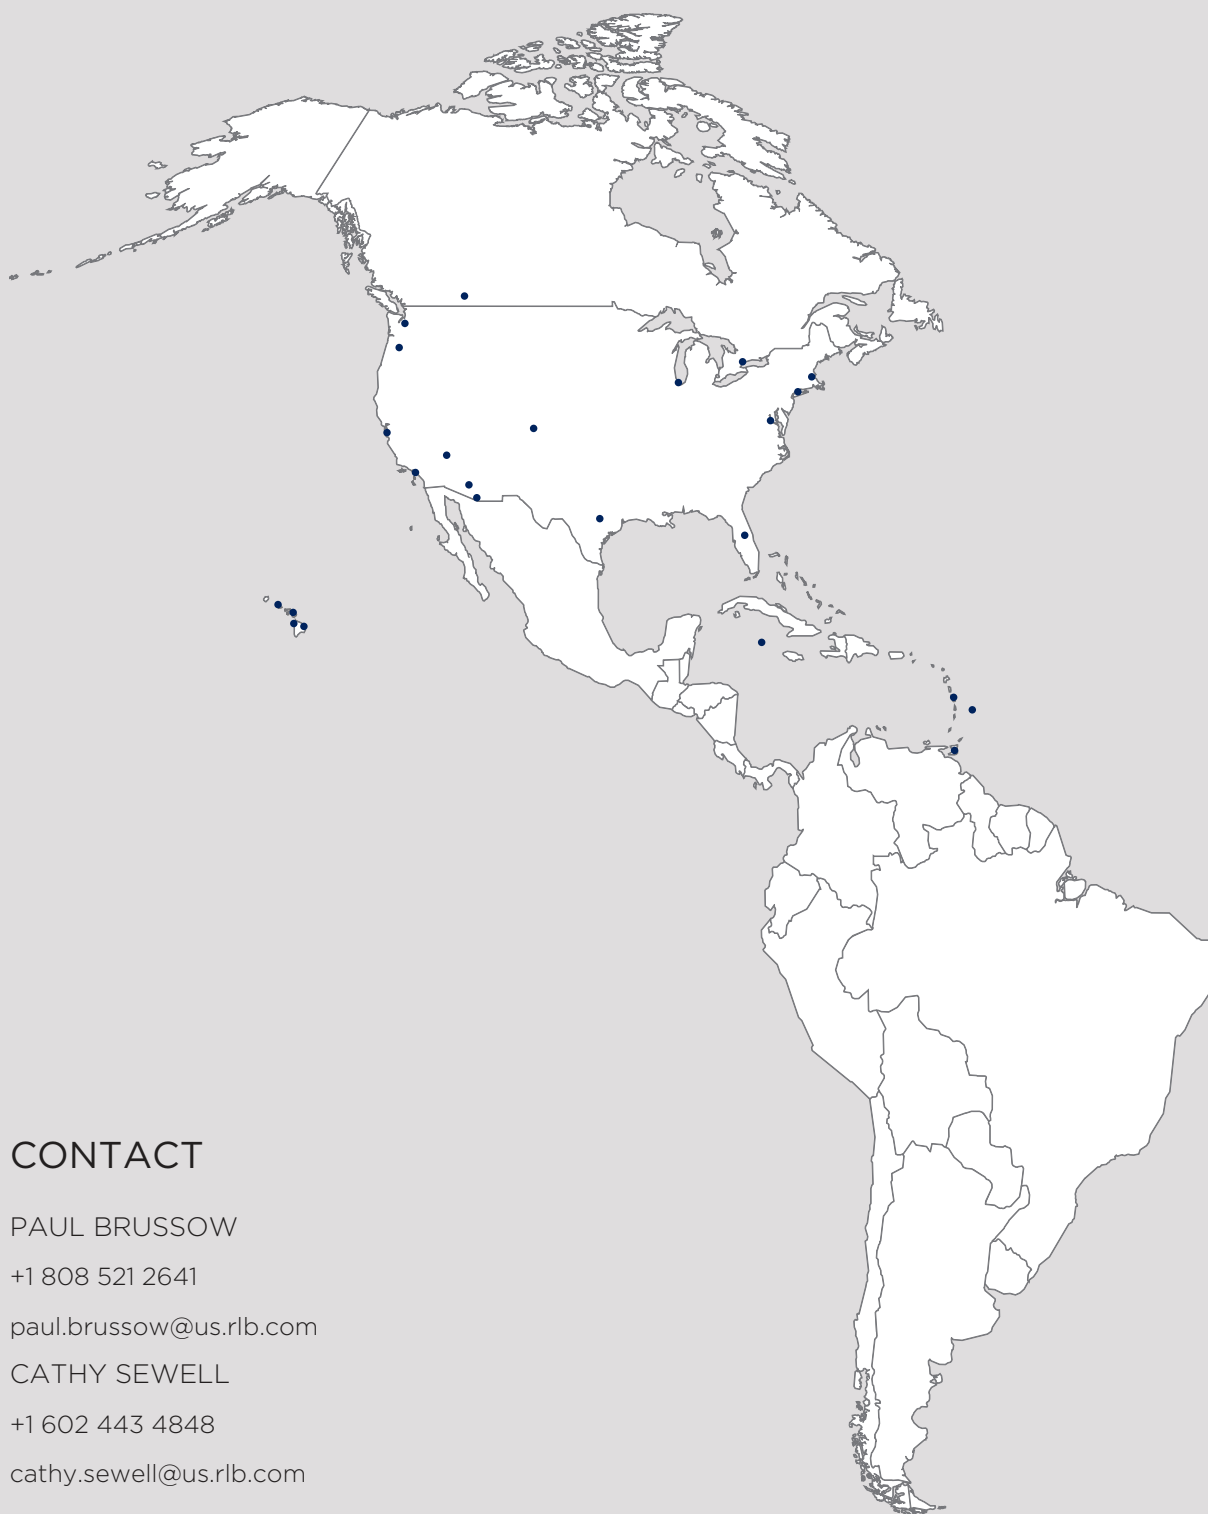 CONTACT
PAUL BRUSSOW
+1 808 521 2641
paul.brussow@us.rlb.com
CATHY SEWELL
+1 602 443 4848
cathy.sewell@us.rlb.com